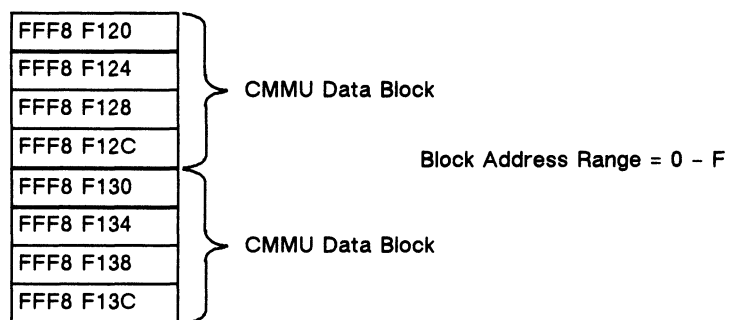 FFF8 F120
FFF8 F124
FFF8 F128
FFF8 F12C
CMMU Data Block
Block Address Range = 0 - F
FFF8 F130
FFF8 F134
FFF8 F138
FFF8 F13C
CMMU Data Block